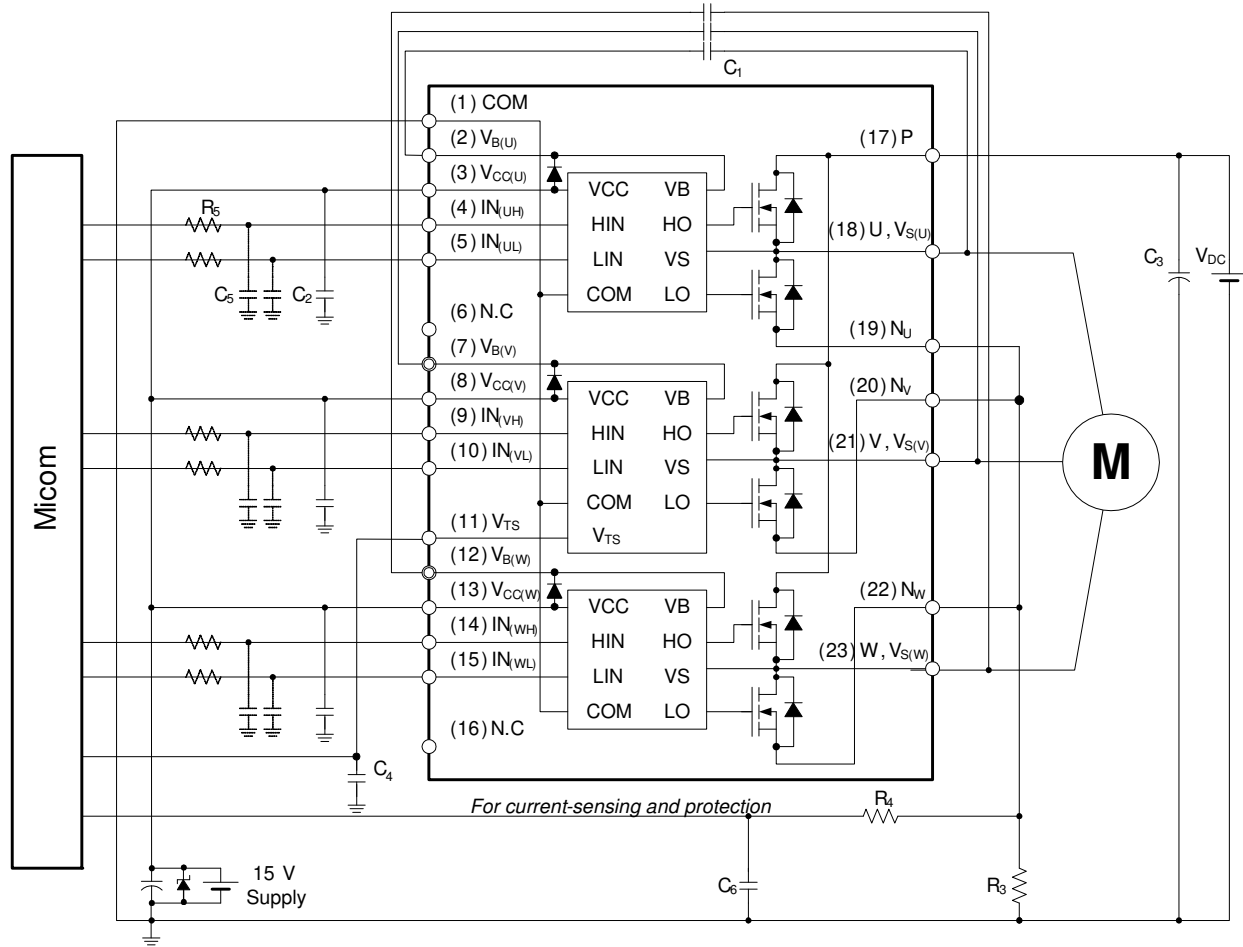 C1
(1) COM
(2) VB(U)
(3) VCC(U)
(4) IN(UH)
(5) IN(UL)
(6) N.C
(7) VB(V)
(8) VCC(V)
(9) IN(VH)
(10) IN(VL)
(11) VTS
(12) VB(W)
(13) VCC(W)
(14) IN(WH)
(15) IN(WL)
(16) N.C
VCC VB
HIN HO
LIN VS
COM LO
VCC VB
HIN HO
LIN VS
COM LO
VTS
VCC VB
HIN HO
LIN VS
COM LO
(17) P
(18) U, VS(U)
(19) NU
(20) NV
(21) V, VS(V)
(22) NW
(23) W, VS(W)
Micom
R5
C5
C2
C4
C3
VDC
M
For current-sensing and protection
R4
C6
R3
15 V
Supply